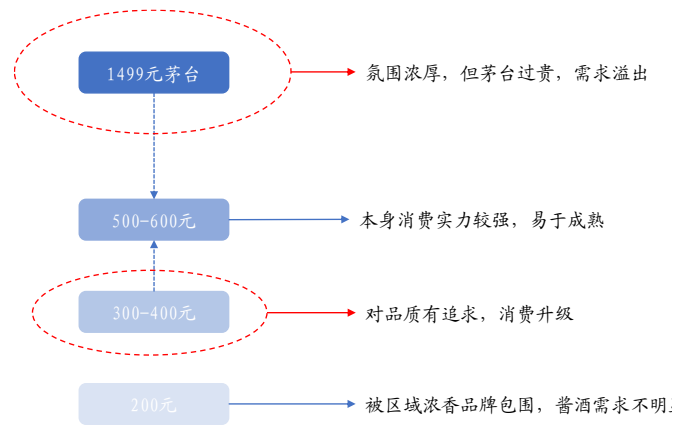 1499元茅台
氛围浓厚，但茅台过贵，需求溢出
500-600元
本身消费实力较强，易于成熟
300-400元
对品质有追求，消费升级
200元
被区域浓香品牌包围，酱酒需求不明